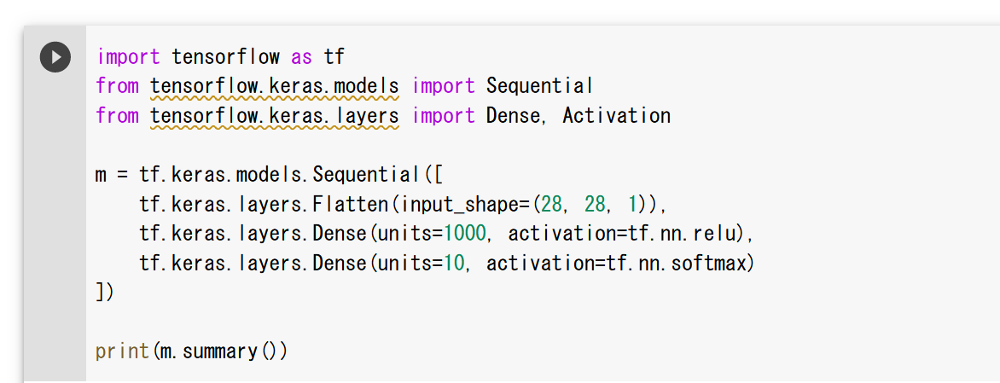 import tensorflow as tf
from tensorflow.keras.models import Sequential
from tensorflow.keras.layers import Dense, Activation
m = tf.keras.models.Sequential([
    tf.keras.layers.Flatten(input_shape=(28, 28, 1)),
    tf.keras.layers.Dense(units=1000, activation=tf.nn.relu),
    tf.keras.layers.Dense(units=10, activation=tf.nn.softmax)
])
print(m.summary())